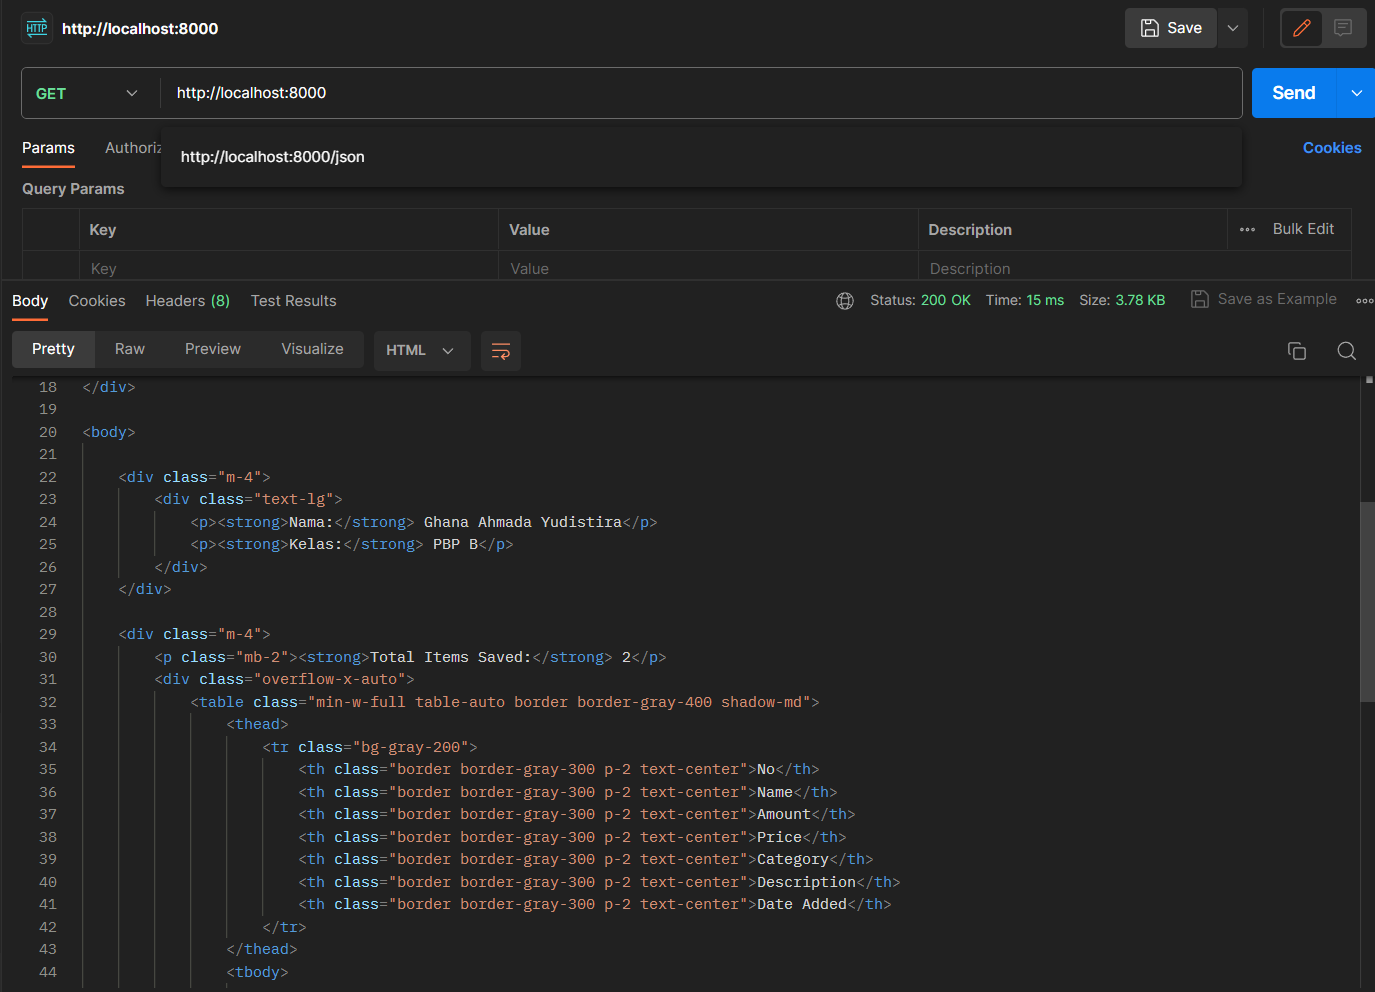 HTTP http://localhost:8000 Save
GET http://localhost:8000 Send
Params Authoriz Cookies
http://localhost:8000/json
Query Params
Key Value Description Bulk Edit
Key Value Description
Body Cookies Headers (8) Test Results Status: 200 OK Time: 15 ms Size: 3.78 KB Save as Example
Pretty Raw Preview Visualize HTML
18 </div>
19
20 <body>
21
22 <div class="m-4">
23 <div class="text-lg">
24 <p><strong>Nama:</strong> Ghana Ahmada Yudistira</p>
25 <p><strong>Kelas:</strong> PBP B</p>
26 </div>
27 </div>
28
29 <div class="m-4">
30 <p class="mb-2"><strong>Total Items Saved:</strong> 2</p>
31 <div class="overflow-x-auto">
32 <table class="min-w-full table-auto border border-gray-400 shadow-md">
33 <thead>
34 <tr class="bg-gray-200">
35 <th class="border border-gray-300 p-2 text-center">No</th>
36 <th class="border border-gray-300 p-2 text-center">Name</th>
37 <th class="border border-gray-300 p-2 text-center">Amount</th>
38 <th class="border border-gray-300 p-2 text-center">Price</th>
39 <th class="border border-gray-300 p-2 text-center">Category</th>
40 <th class="border border-gray-300 p-2 text-center">Description</th>
41 <th class="border border-gray-300 p-2 text-center">Date Added</th>
42 </tr>
43 </thead>
44 <tbody>